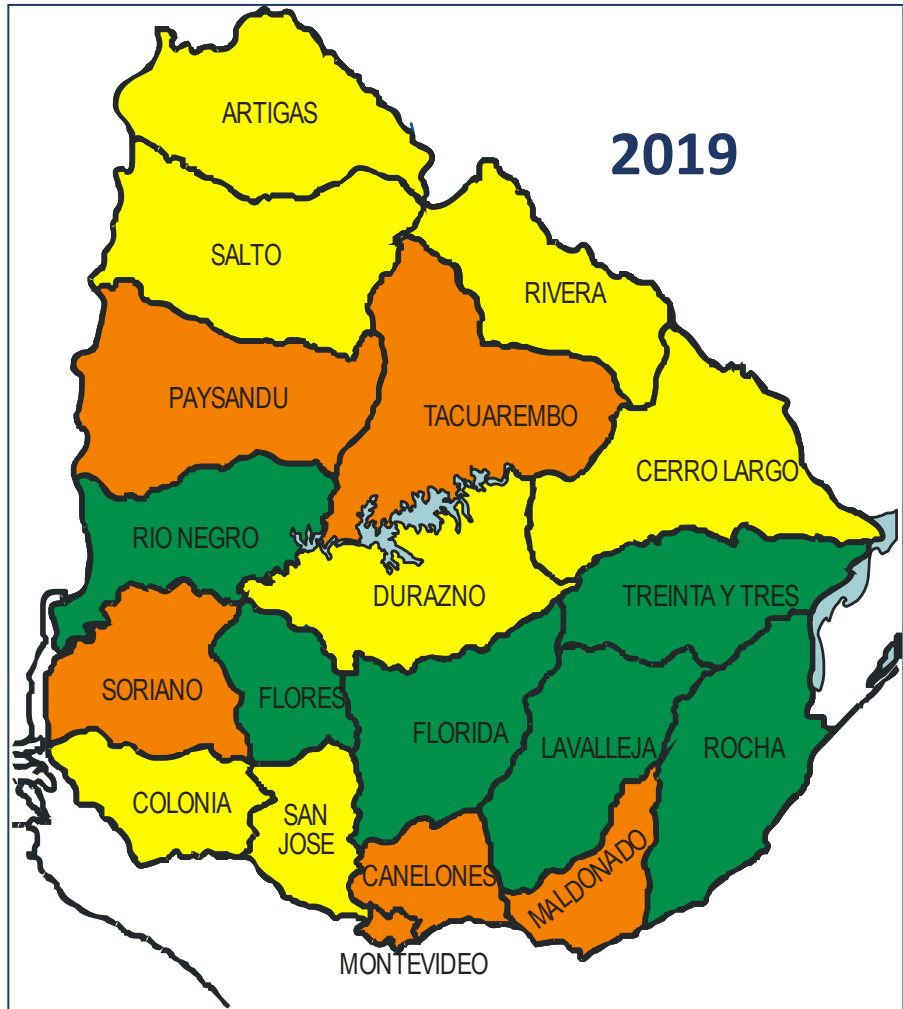 ARTIGAS
2019
SALTO
RIVERA
PAYSANDU
TACUAREMBO
CERRO LARGO
RIO NEGRO
DURAZNO
TREINTA Y TRES
SORIANO
FLORES
FLORIDA
LAVALLEJA
ROCHA
COLONIA
SAN
JOSE
CANELONES
MALDONADO
MONTEVIDEO